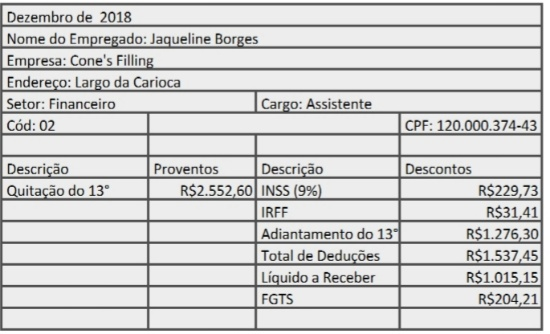 Dezembro de 2018
Nome do Empregado: Jaqueline Borges
Empresa: Cone's Filling
Endereço: Largo da Carioca
Setor: Financeiro Cargo: Assistente
Cód: 02 CPF: 120.000.374-43
Descrição Proventos Descrição Descontos
Quitação do 13° R$2.552,60 INSS (9%) R$229,73
IRFF R$31,41
Adiantamento do 13° R$1.276,30
Total de Deduções R$1.537,45
Líquido a Receber R$1.015,15
FGTS R$204,21